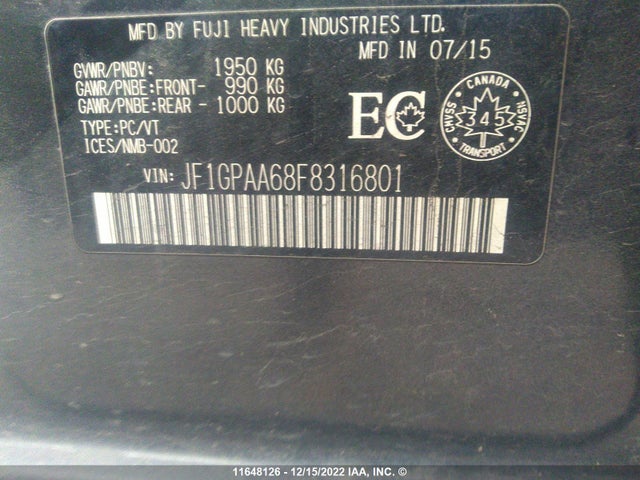 MFD BY FUJI HEAVY INDUSTRIES LTD.
MFD IN 07/15
GVWR/PNBV: 1950 KG
GAWR/PNBE:FRONT- 990 KG
GAWR/PNBE:REAR - 1000 KG
TYPE:PC/VT
ICES/NMB-002
EC
CANADA
CMVSS 345 NSVAC
TRANSPORT
VIN: JF1GPAA68F8316801
11648126 - 12/15/2022 IAA, INC. ©